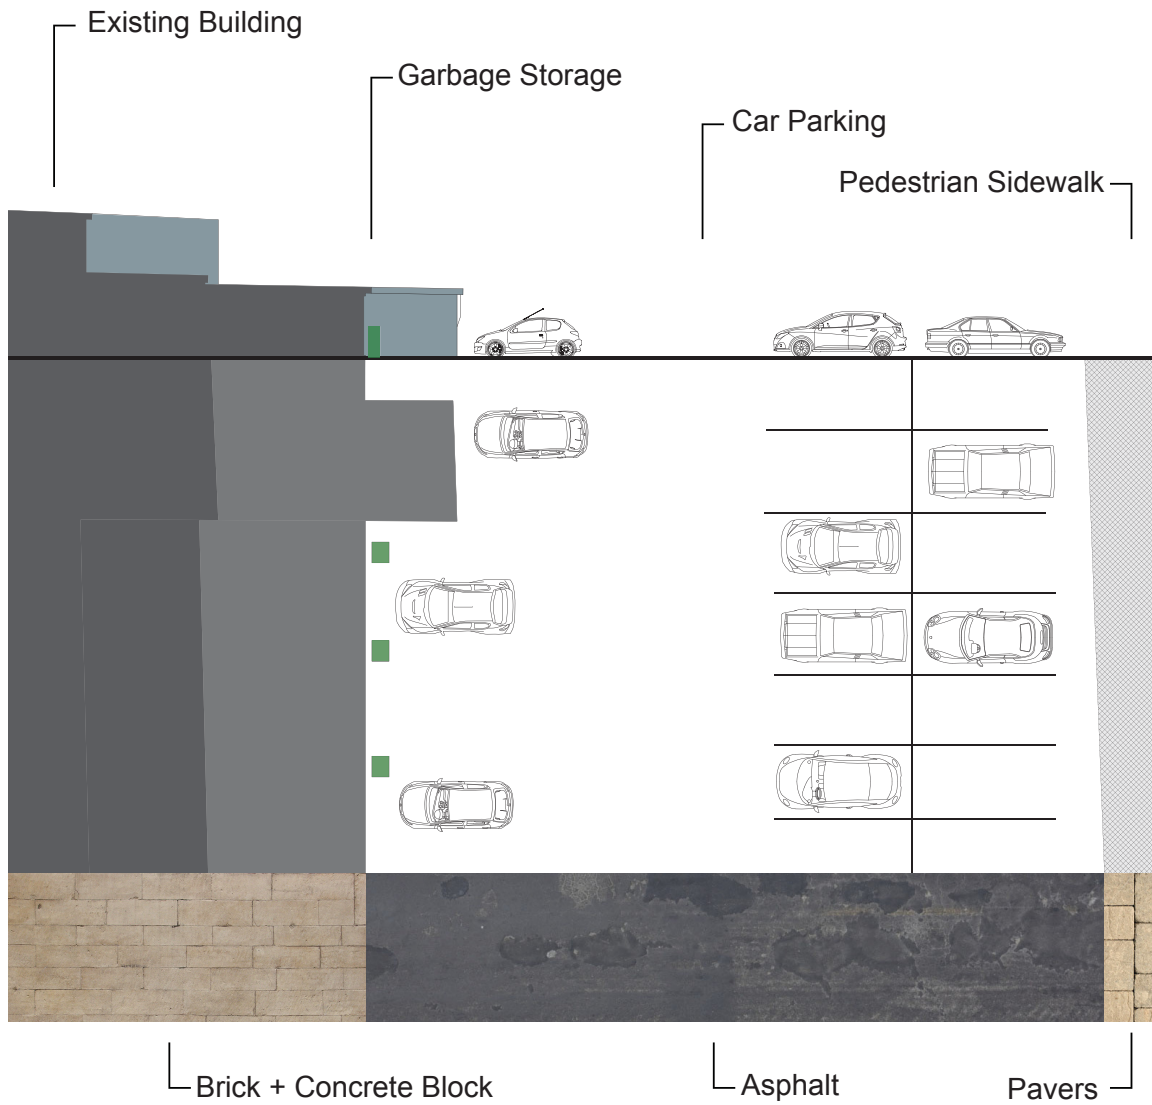 Existing Building
Garbage Storage
Car Parking
Pedestrian Sidewalk
Brick + Concrete Block
Asphalt
Pavers